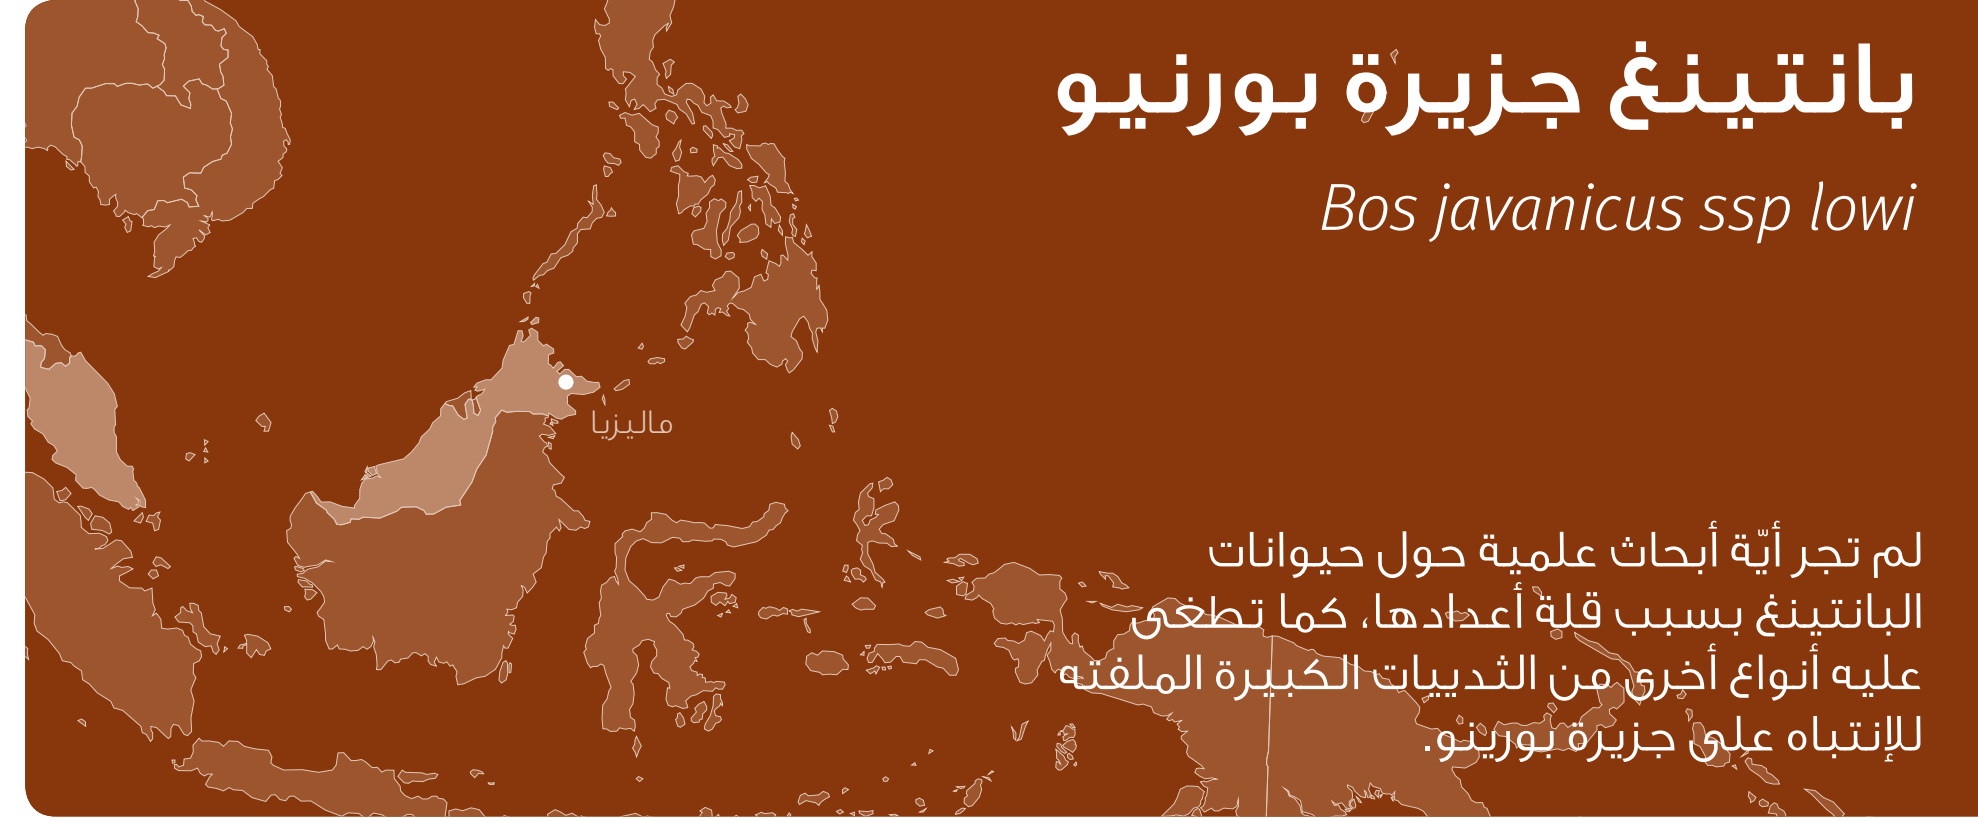 بانتينغ جزيرة بورنيو
Bos javanicus ssp lowi
ماليزيا
لم تجر أيّة أبحاث علمية حول حيوانات
البانتينغ بسبب قلة أعدادها، كما تطغى
عليه أنواع أخرى من الثدييات الكبيرة الملفته
للإنتباه على جزيرة بورينو.